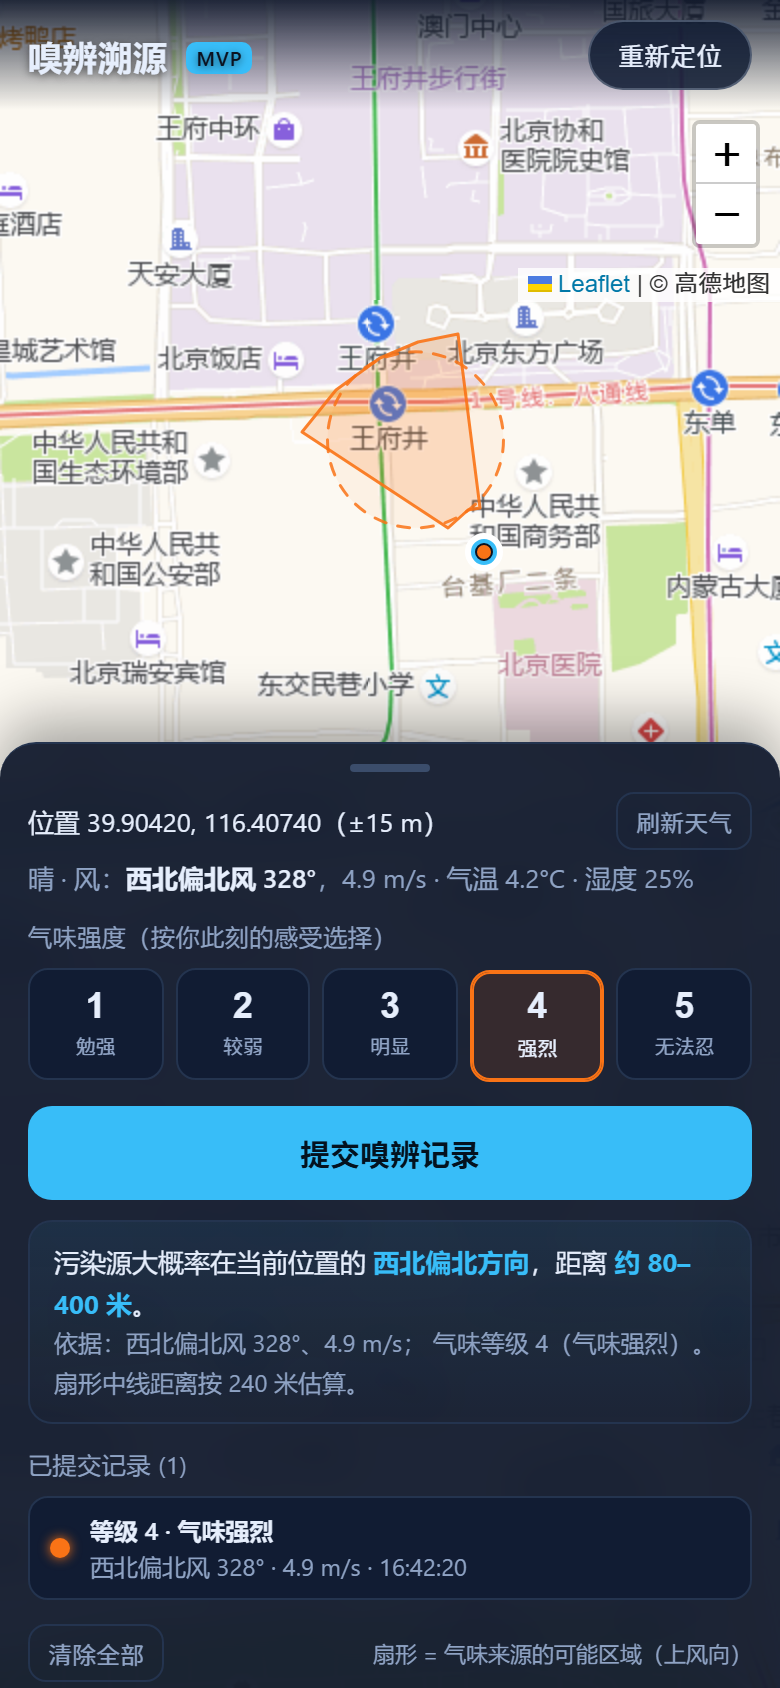 烤鸭店
澳门中心
国旅大厦
嗅辨溯源
MVP
重新定位
王府井步行街
王府中环
北京协和
医院院史馆
+
布
庭酒店
−
天安大厦
Leaflet | © 高德地图
皇城艺术馆
北京饭店
王府井
北京东方广场
1号线·八通线
王府井
东单
中华人民共和
国生态环境部
中华人民共
和国商务部
中华人民共
和国公安部
台基厂二条
内蒙古大厦
北京瑞安宾馆
东交民巷小学
文
北京医院
文
位置 39.90420, 116.40740（±15 m）
刷新天气
晴 · 风：西北偏北风 328°，4.9 m/s · 气温 4.2°C · 湿度 25%
气味强度（按你此刻的感受选择）
1
勉强
2
较弱
3
明显
4
强烈
5
无法忍
提交嗅辨记录
污染源大概率在当前位置的 西北偏北方向，距离 约 80–
400 米。
依据：西北偏北风 328°、4.9 m/s； 气味等级 4（气味强烈）。
扇形中线距离按 240 米估算。
已提交记录 (1)
等级 4 · 气味强烈
西北偏北风 328° · 4.9 m/s · 16:42:20
清除全部
扇形 = 气味来源的可能区域（上风向）